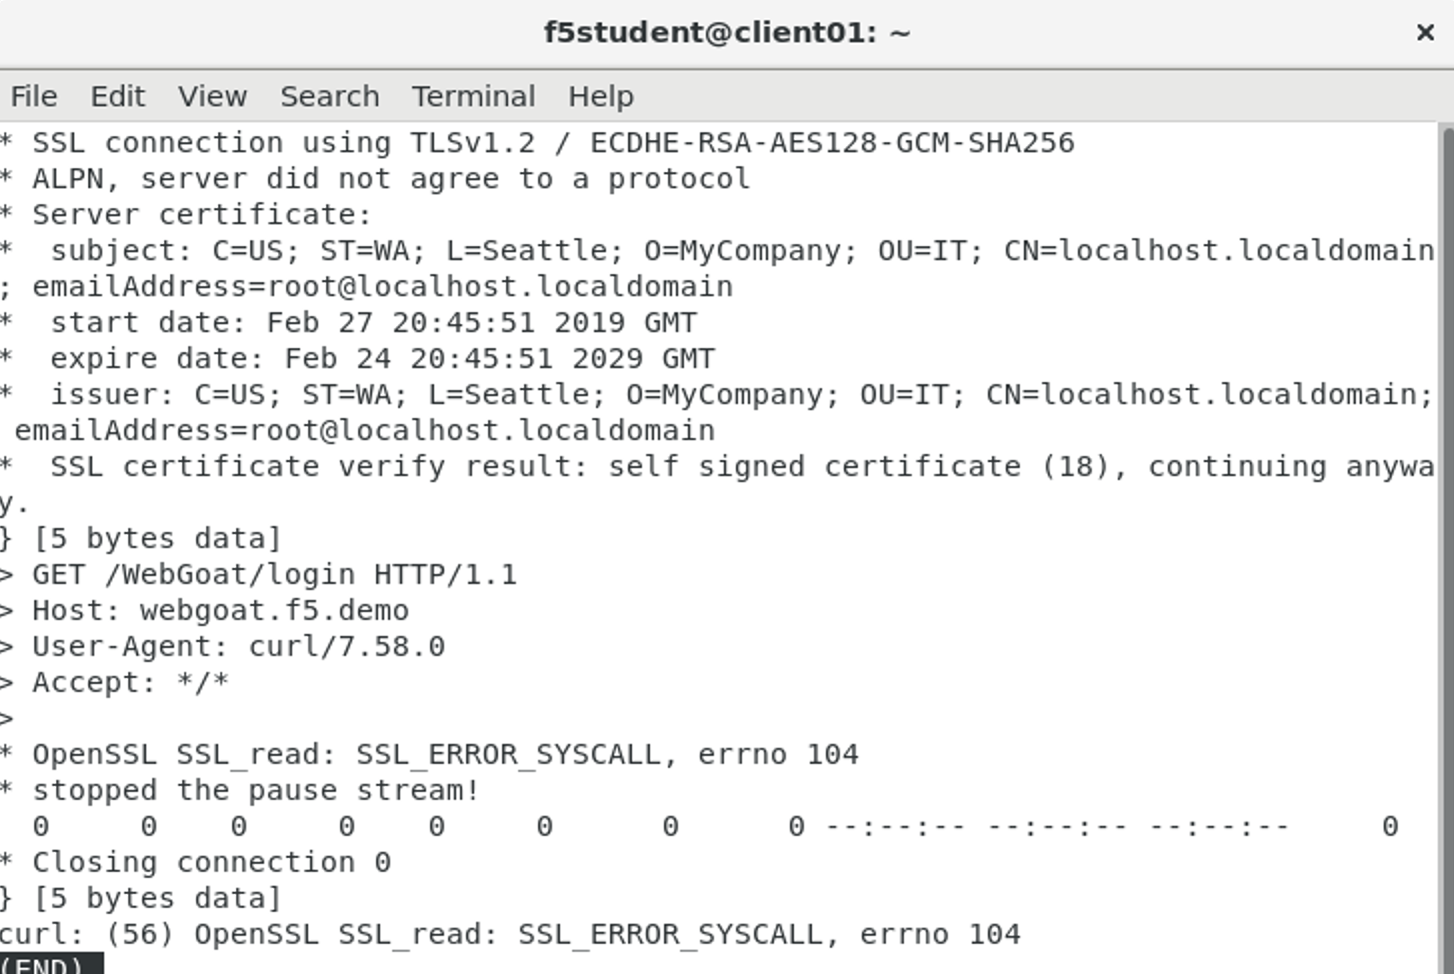 f5student@client01: ~
×
File Edit View Search Terminal Help
* SSL connection using TLSv1.2 / ECDHE-RSA-AES128-GCM-SHA256
* ALPN, server did not agree to a protocol
* Server certificate:
*  subject: C=US; ST=WA; L=Seattle; O=MyCompany; OU=IT; CN=localhost.localdomain
; emailAddress=root@localhost.localdomain
*  start date: Feb 27 20:45:51 2019 GMT
*  expire date: Feb 24 20:45:51 2029 GMT
*  issuer: C=US; ST=WA; L=Seattle; O=MyCompany; OU=IT; CN=localhost.localdomain;
 emailAddress=root@localhost.localdomain
*  SSL certificate verify result: self signed certificate (18), continuing anywa
y.
} [5 bytes data]
> GET /WebGoat/login HTTP/1.1
> Host: webgoat.f5.demo
> User-Agent: curl/7.58.0
> Accept: */*
>
* OpenSSL SSL_read: SSL_ERROR_SYSCALL, errno 104
* stopped the pause stream!
  0     0    0     0    0     0      0      0 --:--:-- --:--:-- --:--:--     0
* Closing connection 0
} [5 bytes data]
curl: (56) OpenSSL SSL_read: SSL_ERROR_SYSCALL, errno 104
(END)